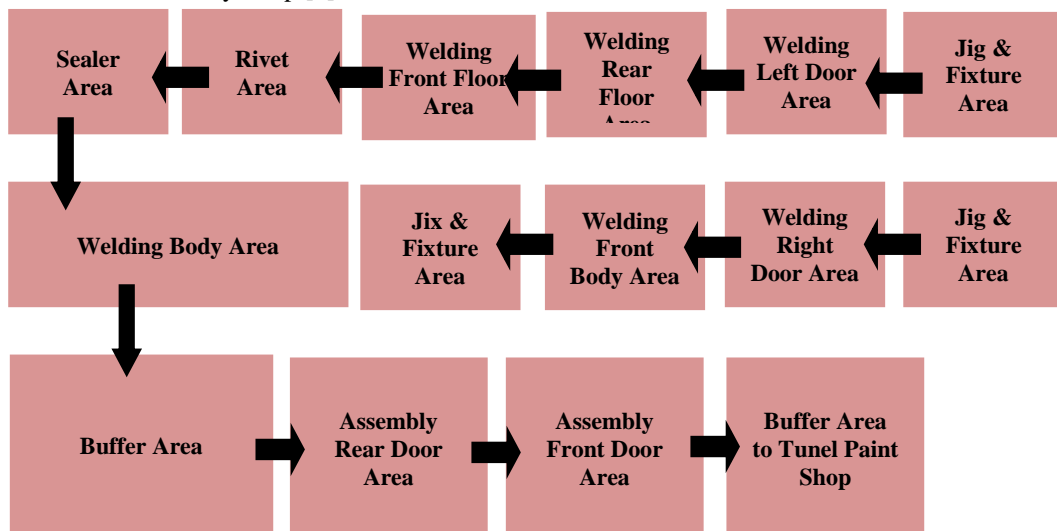 Sealer
Area
Rivet
Area
Welding
Front Floor
Area
Welding
Rear
Floor
Area
Welding
Left Door
Area
Jig &
Fixture
Area
Welding Body Area
Jix &
Fixture
Area
Welding
Front
Body Area
Welding
Right
Door Area
Jig &
Fixture
Area
Buffer Area
Assembly
Rear Door
Area
Assembly
Front Door
Area
Buffer Area
to Tunel Paint
Shop